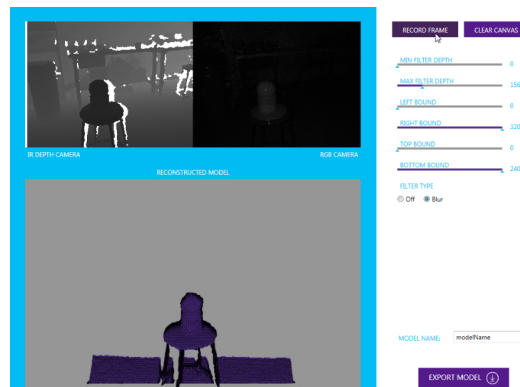 RECORD FRAME
CLEAR CANVAS
MIN FILTER DEPTH
0
MAX FILTER DEPTH
156
LEFT BOUND
0
RIGHT BOUND
320
TOP BOUND
0
BOTTOM BOUND
240
FILTER TYPE
Off Blur
IR DEPTH CAMERA
RGB CAMERA
RECONSTRUCTED MODEL
MODEL NAME: modelName
EXPORT MODEL